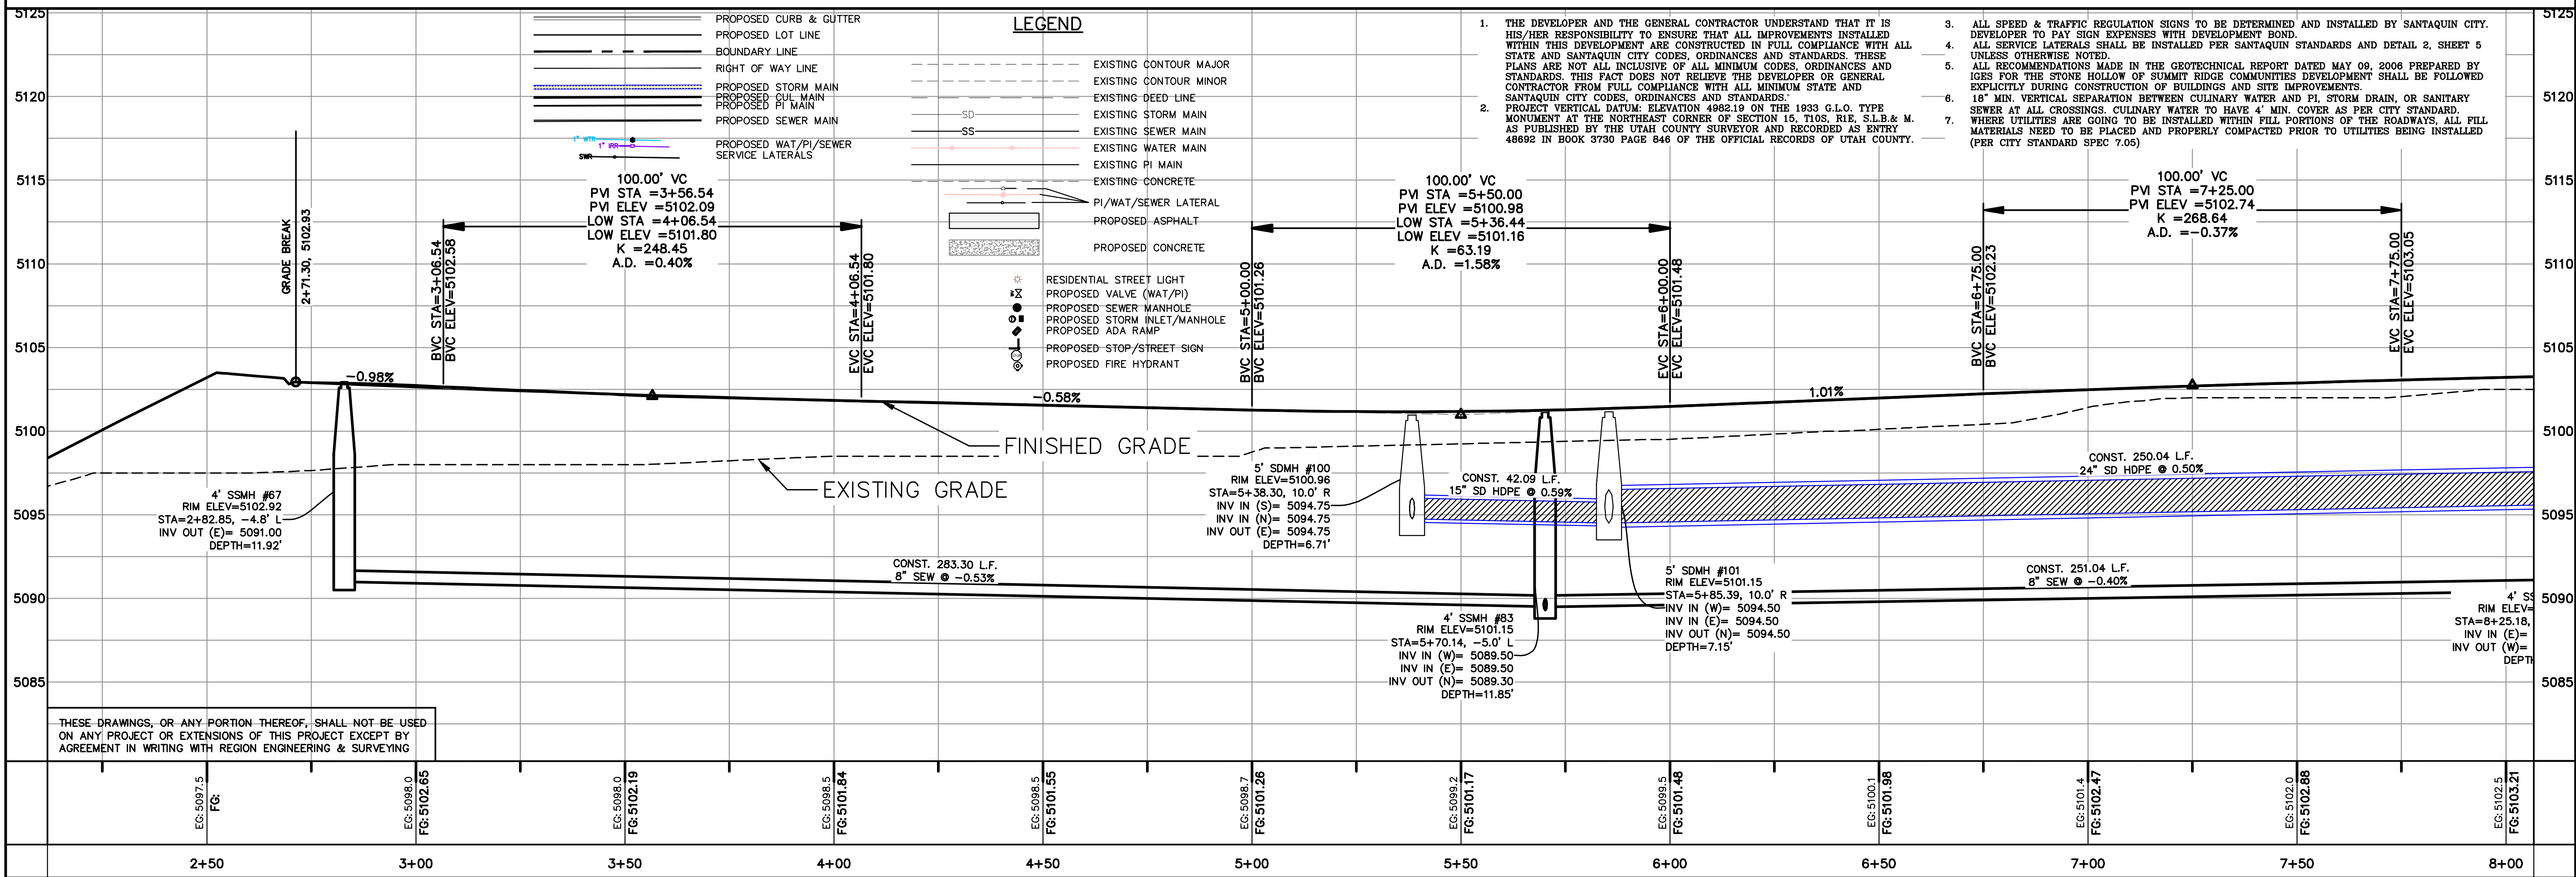 5125
5120
5115
5110
5105
5100
5095
5090
5085
PROPOSED CURB & GUTTER
PROPOSED LOT LINE
BOUNDARY LINE
RIGHT OF WAY LINE
PROPOSED STORM MAIN
PROPOSED CUL MAIN
PROPOSED PI MAIN
PROPOSED SEWER MAIN
1" WTR
1" IRR
SWR
PROPOSED WAT/PI/SEWER
SERVICE LATERALS
LEGEND
EXISTING CONTOUR MAJOR
EXISTING CONTOUR MINOR
EXISTING DEED LINE
SD
EXISTING STORM MAIN
SS
EXISTING SEWER MAIN
EXISTING WATER MAIN
EXISTING PI MAIN
EXISTING CONCRETE
PI/WAT/SEWER LATERAL
PROPOSED ASPHALT
PROPOSED CONCRETE
RESIDENTIAL STREET LIGHT
PROPOSED VALVE (WAT/PI)
PROPOSED SEWER MANHOLE
PROPOSED STORM INLET/MANHOLE
PROPOSED ADA RAMP
PROPOSED STOP/STREET SIGN
PROPOSED FIRE HYDRANT
1. THE DEVELOPER AND THE GENERAL CONTRACTOR UNDERSTAND THAT IT IS
HIS/HER RESPONSIBILITY TO ENSURE THAT ALL IMPROVEMENTS INSTALLED
WITHIN THIS DEVELOPMENT ARE CONSTRUCTED IN FULL COMPLIANCE WITH ALL
STATE AND SANTAQUIN CITY CODES, ORDINANCES AND STANDARDS. THESE
PLANS ARE NOT ALL INCLUSIVE OF ALL MINIMUM CODES, ORDINANCES AND
STANDARDS. THIS FACT DOES NOT RELIEVE THE DEVELOPER OR GENERAL
CONTRACTOR FROM FULL COMPLIANCE WITH ALL MINIMUM STATE AND
SANTAQUIN CITY CODES, ORDINANCES AND STANDARDS."
2. PROJECT VERTICAL DATUM: ELEVATION 4982.19 ON THE 1933 G.L.O. TYPE
MONUMENT AT THE NORTHEAST CORNER OF SECTION 15, T10S, R1E, S.L.B.& M.
AS PUBLISHED BY THE UTAH COUNTY SURVEYOR AND RECORDED AS ENTRY
48692 IN BOOK 3730 PAGE 846 OF THE OFFICIAL RECORDS OF UTAH COUNTY.
3. ALL SPEED & TRAFFIC REGULATION SIGNS TO BE DETERMINED AND INSTALLED BY SANTAQUIN CITY.
DEVELOPER TO PAY SIGN EXPENSES WITH DEVELOPMENT BOND.
4. ALL SERVICE LATERALS SHALL BE INSTALLED PER SANTAQUIN STANDARDS AND DETAIL 2, SHEET 5
UNLESS OTHERWISE NOTED.
5. ALL RECOMMENDATIONS MADE IN THE GEOTECHNICAL REPORT DATED MAY 09, 2006 PREPARED BY
IGES FOR THE STONE HOLLOW OF SUMMIT RIDGE COMMUNITIES DEVELOPMENT SHALL BE FOLLOWED
EXPLICITLY DURING CONSTRUCTION OF BUILDINGS AND SITE IMPROVEMENTS.
6. 18" MIN. VERTICAL SEPARATION BETWEEN CULINARY WATER AND PI, STORM DRAIN, OR SANITARY
SEWER AT ALL CROSSINGS. CULINARY WATER TO HAVE 4' MIN. COVER AS PER CITY STANDARD.
7. WHERE UTILITIES ARE GOING TO BE INSTALLED WITHIN FILL PORTIONS OF THE ROADWAYS, ALL FILL
MATERIALS NEED TO BE PLACED AND PROPERLY COMPACTED PRIOR TO UTILITIES BEING INSTALLED
(PER CITY STANDARD SPEC 7.05)
5125
5120
5115
5110
5105
5100
5095
5090
5085
GRADE BREAK
2+71.30, 5102.93
BVC STA=3+06.54
BVC ELEV=5102.58
100.00' VC
PVI STA =3+56.54
PVI ELEV =5102.09
LOW STA =4+06.54
LOW ELEV =5101.80
K =248.45
A.D. =0.40%
EVC STA=4+06.54
EVC ELEV=5101.80
BVC STA=5+00.00
BVC ELEV=5101.26
100.00' VC
PVI STA =5+50.00
PVI ELEV =5100.98
LOW STA =5+36.44
LOW ELEV =5101.16
K =63.19
A.D. =1.58%
EVC STA=6+00.00
EVC ELEV=5101.48
BVC STA=6+75.00
BVC ELEV=5102.23
100.00' VC
PVI STA =7+25.00
PVI ELEV =5102.74
K =268.64
A.D. =-0.37%
EVC STA=7+75.00
EVC ELEV=5103.05
-0.98%
-0.58%
1.01%
FINISHED GRADE
EXISTING GRADE
4' SSMH #67
RIM ELEV=5102.92
STA=2+82.85, -4.8' L
INV OUT (E)= 5091.00
DEPTH=11.92'
CONST. 283.30 L.F.
8" SEW @ -0.53%
5' SDMH #100
RIM ELEV=5100.96
STA=5+38.30, 10.0' R
INV IN (S)= 5094.75
INV IN (N)= 5094.75
INV OUT (E)= 5094.75
DEPTH=6.71'
CONST. 42.09 L.F.
15" SD HDPE @ 0.59%
4' SSMH #83
RIM ELEV=5101.15
STA=5+70.14, -5.0' L
INV IN (W)= 5089.50
INV IN (E)= 5089.50
INV OUT (N)= 5089.30
DEPTH=11.85'
5' SDMH #101
RIM ELEV=5101.15
STA=5+85.39, 10.0' R
INV IN (W)= 5094.50
INV IN (E)= 5094.50
INV OUT (N)= 5094.50
DEPTH=7.15'
CONST. 250.04 L.F.
24" SD HDPE @ 0.50%
CONST. 251.04 L.F.
8" SEW @ -0.40%
4' SS
RIM ELEV=
STA=8+25.18,
INV IN (E)=
INV OUT (W)=
DEPTH
THESE DRAWINGS, OR ANY PORTION THEREOF, SHALL NOT BE USED
ON ANY PROJECT OR EXTENSIONS OF THIS PROJECT EXCEPT BY
AGREEMENT IN WRITING WITH REGION ENGINEERING & SURVEYING
EG: 5097.5
FG:
EG: 5098.0
FG: 5102.65
EG: 5098.0
FG: 5102.19
EG: 5098.5
FG: 5101.84
EG: 5098.5
FG: 5101.55
EG: 5098.7
FG: 5101.26
EG: 5099.2
FG: 5101.17
EG: 5099.5
FG: 5101.48
EG: 5100.1
FG: 5101.98
EG: 5101.4
FG: 5102.47
EG: 5102.0
FG: 5102.88
EG: 5102.5
FG: 5103.21
2+50
3+00
3+50
4+00
4+50
5+00
5+50
6+00
6+50
7+00
7+50
8+00